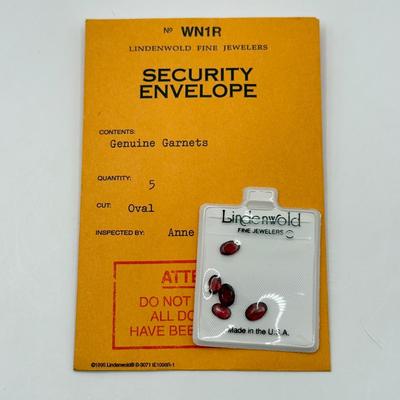 Nº WN1R
LINDENWOLD FINE JEWELERS
SECURITY
ENVELOPE
CONTENTS:
Genuine Garnets
QUANTITY: 5
CUT: Oval
INSPECTED BY: Anne
ATTE
DO NOT
ALL DO
HAVE BEE
Lindenwold
FINE JEWELERS
Made in the U.S.A.